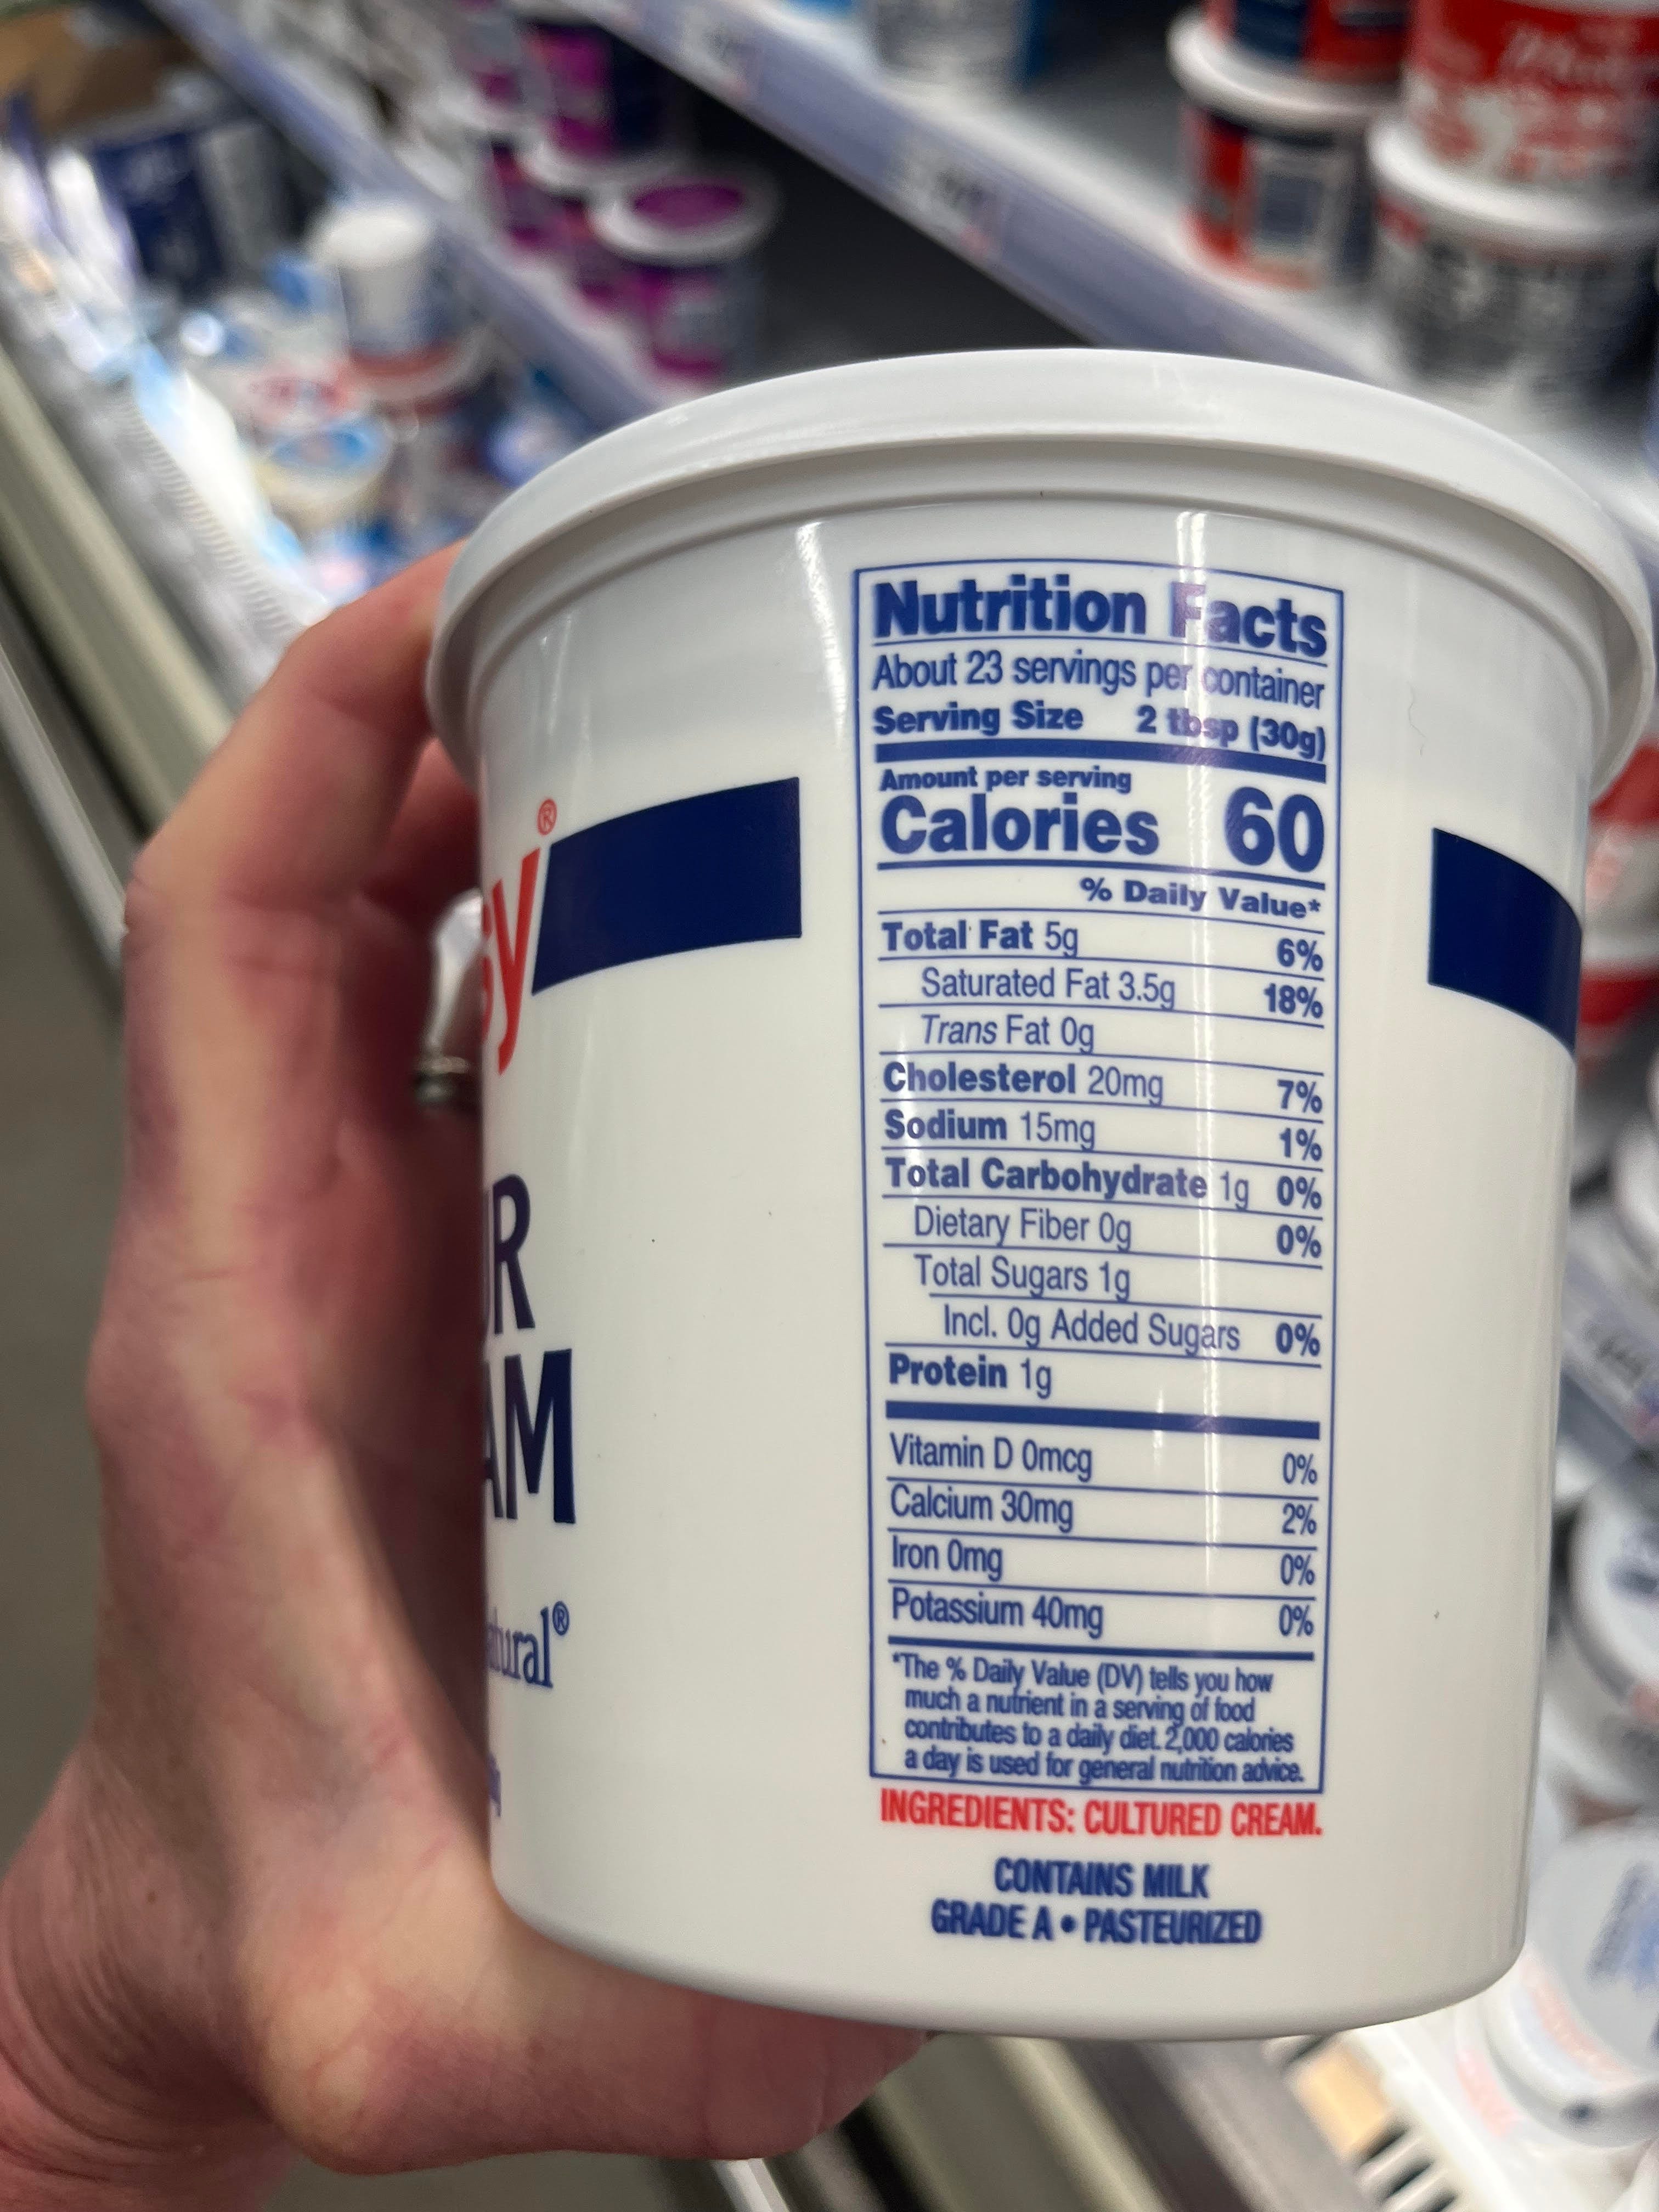 Nutrition Facts
About 23 servings per container
Serving Size 2 tbsp (30g)
Amount per serving
Calories 60
% Daily Value*
Total Fat 5g 6%
Saturated Fat 3.5g 18%
Trans Fat 0g
Cholesterol 20mg 7%
Sodium 15mg 1%
Total Carbohydrate 1g 0%
Dietary Fiber 0g 0%
Total Sugars 1g
Incl. 0g Added Sugars 0%
Protein 1g
Vitamin D 0mcg 0%
Calcium 30mg 2%
Iron 0mg 0%
Potassium 40mg 0%
*The % Daily Value (DV) tells you how
much a nutrient in a serving of food
contributes to a daily diet. 2,000 calories
a day is used for general nutrition advice.
INGREDIENTS: CULTURED CREAM.
CONTAINS MILK
GRADE A • PASTEURIZED
sy®
UR
AM
tural®